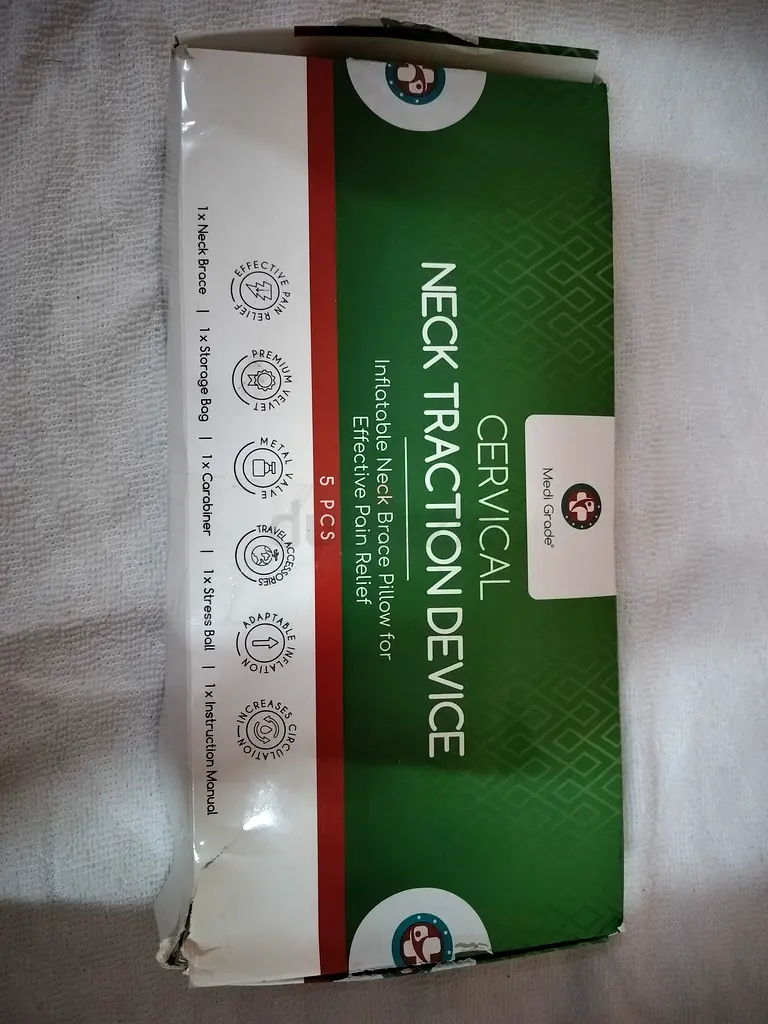 Medi Grade®
CERVICAL
NECK TRACTION DEVICE
Inflatable Neck Brace Pillow for
Effective Pain Relief
5 PCS
EFFECTIVE PAIN RELIEF
PREMIUM VELVET
METAL VALVE
TRAVEL ACCESSORIES
ADAPTABLE INFLATION
INCREASES CIRCULATION
1x Neck Brace | 1x Storage Bag | 1x Carabiner | 1x Stress Ball | 1x Instruction Manual